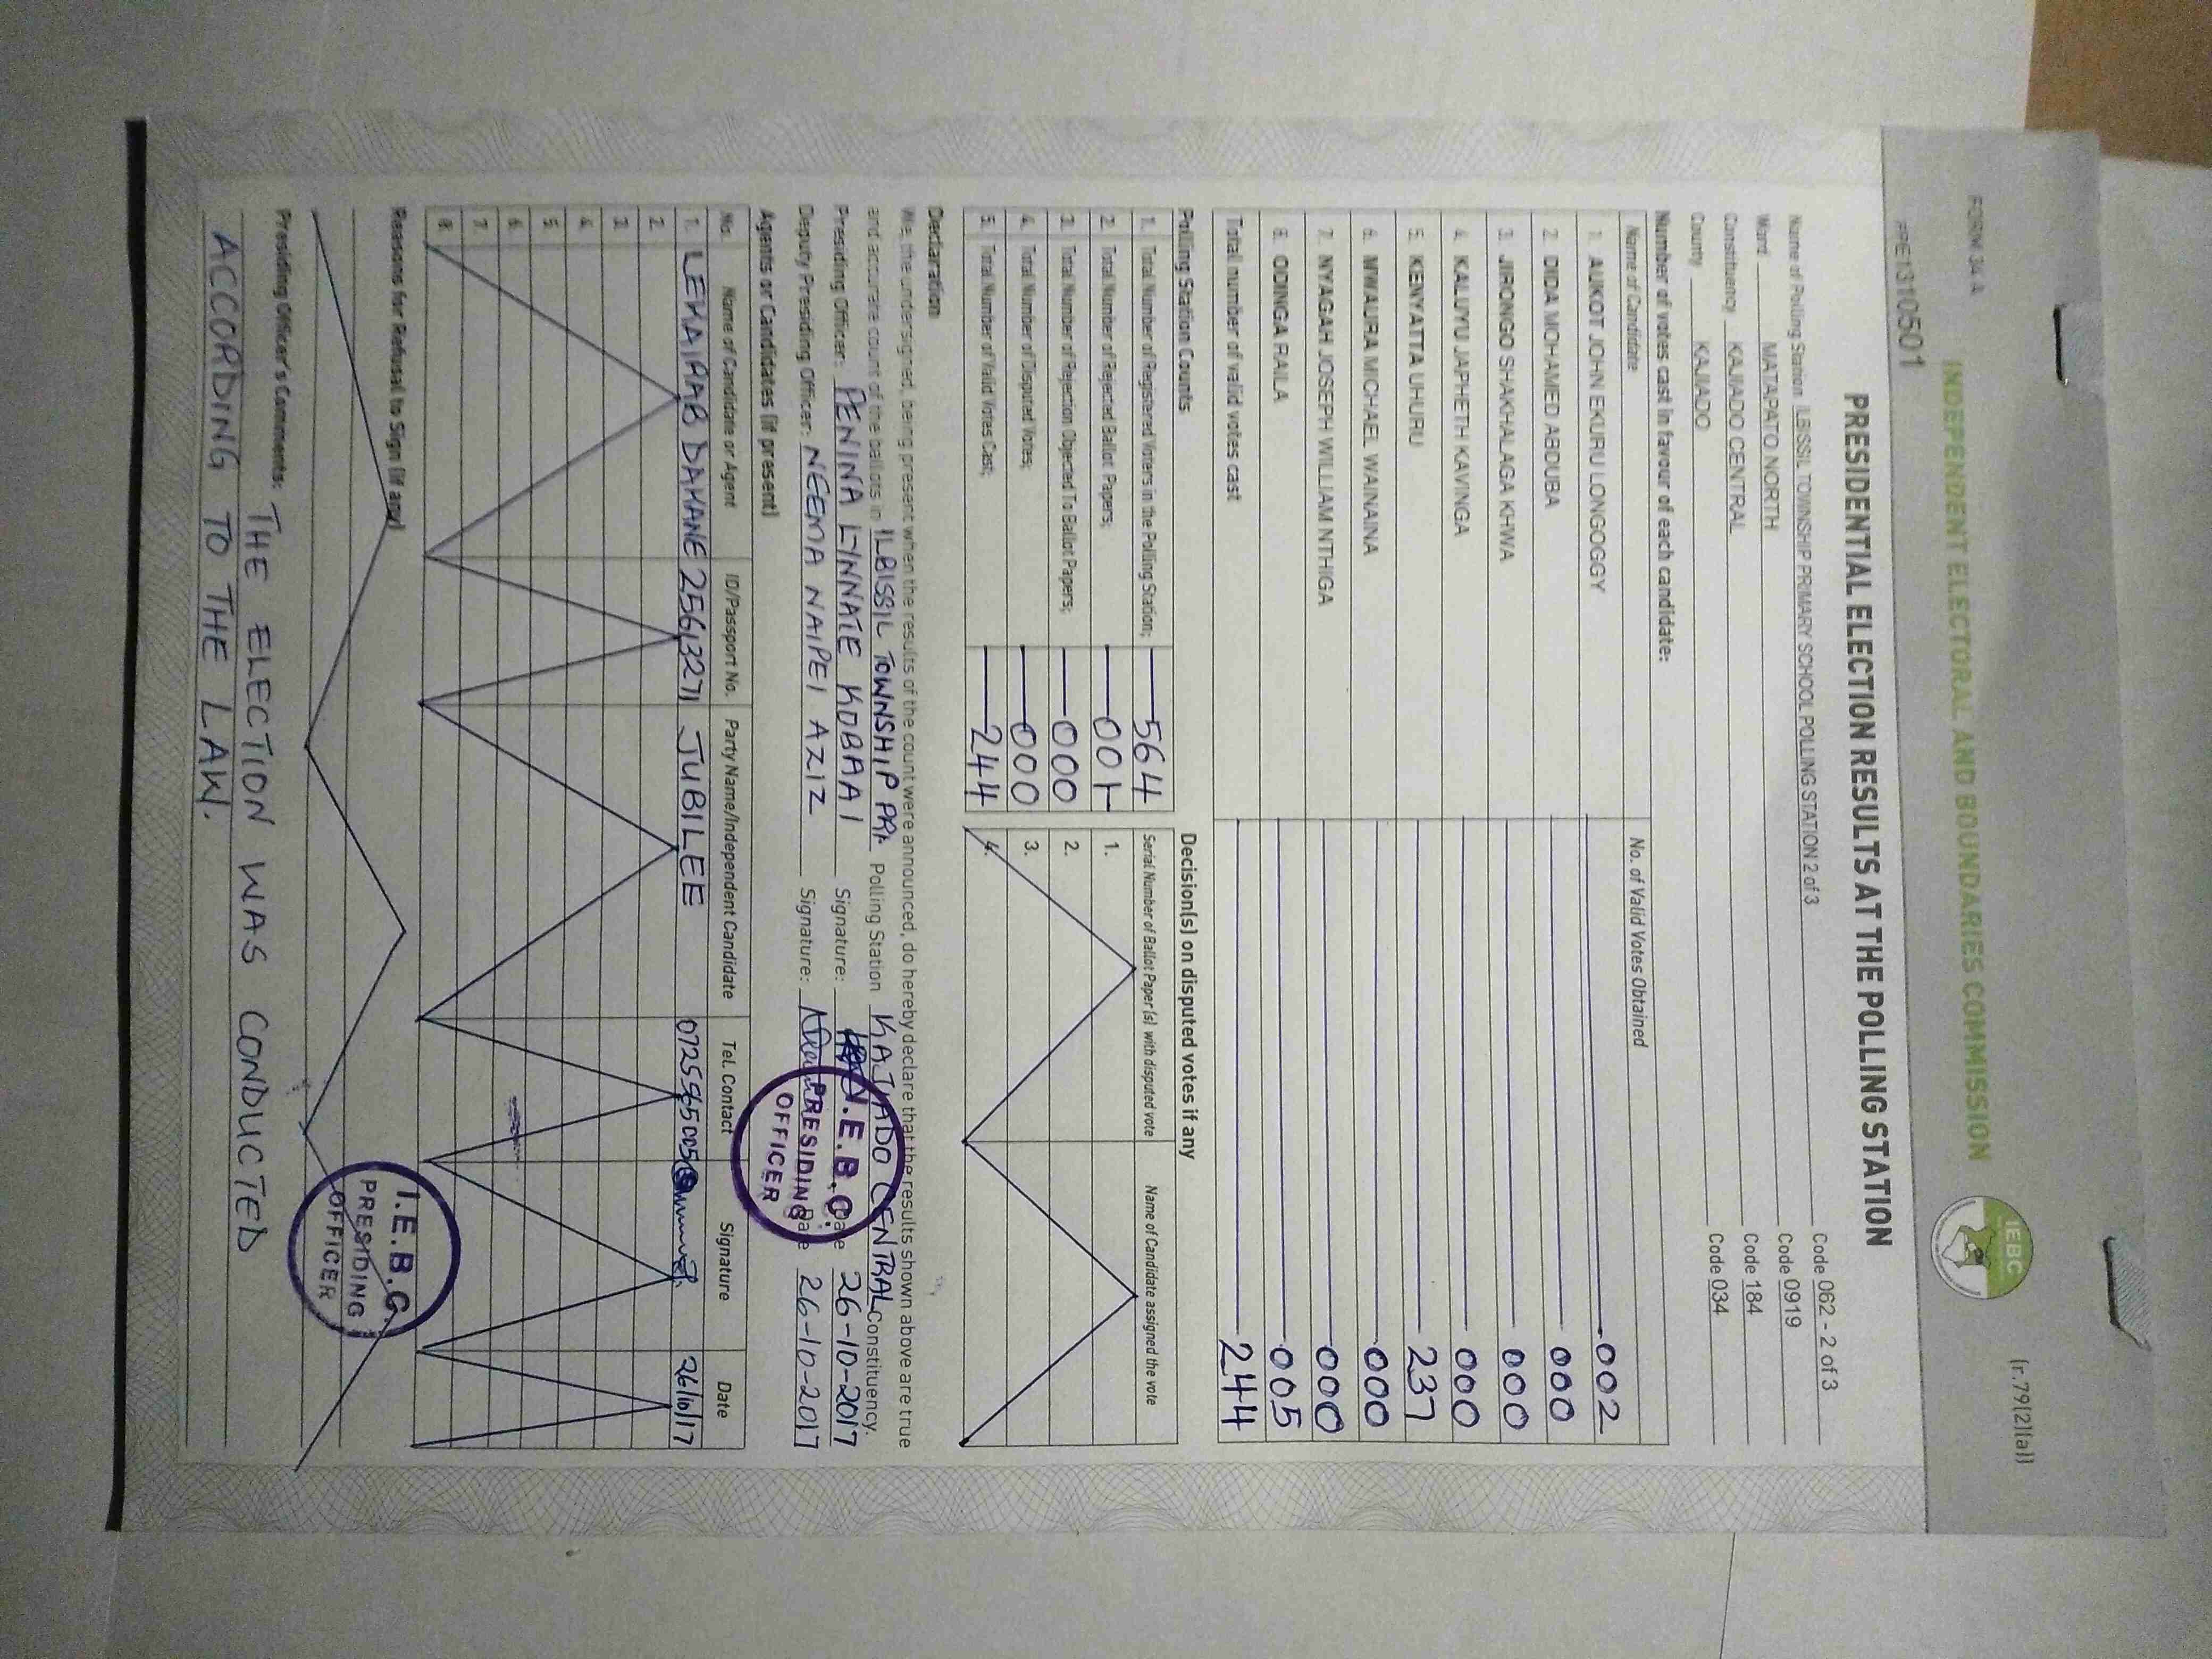 FORM 34 A
(r.79(2)(a))
INDEPENDENT ELECTORAL AND BOUNDARIES COMMISSION
IEBC
PPE1310501
PRESIDENTIAL ELECTION RESULTS AT THE POLLING STATION
Name of Polling Station ILBISSIL TOWNSHIP PRIMARY SCHOOL POLLING STATION 2 of 3 Code 062 - 2 of 3
Ward MATAPATO NORTH Code 0919
Constituency KAJIADO CENTRAL Code 184
County KAJIADO Code 034
Number of votes cast in favour of each candidate:
Name of Candidate No. of Valid Votes Obtained
1. AUKOT JOHN EKURU LONGOGGY 002
2. DIDA MOHAMED ABDUBA 000
3. JIRONGO SHAKHALAGA KHWA 000
4. KALUYU JAPHETH KAVINGA 000
5. KENYATTA UHURU 237
6. MWAURA MICHAEL WAINAINA 000
7. NYAGAH JOSEPH WILLIAM NTHIGA 000
8. ODINGA RAILA 005
Total number of valid votes cast 244
Polling Station Counts
1. Total Number of Registered Voters in the Polling Station; 564
2. Total Number of Rejected Ballot Papers; 001
3. Total Number of Rejection Objected To Ballot Papers; 000
4. Total Number of Disputed Votes; 000
5. Total Number of Valid Votes Cast; 244
Decision(s) on disputed votes if any
Serial Number of Ballot Paper(s) with disputed vote Name of Candidate assigned the vote
1.
2.
3.
4.
Declaration
We, the undersigned, being present when the results of the count were announced, do hereby declare that the results shown above are true
and accurate count of the ballots in ILBISSIL TOWNSHIP PRI Polling Station KAJIADO CENTRAL Constituency.
Presiding Officer: PENINA LYNNATE KOBAAI Signature: Date 26-10-2017
Deputy Presiding Officer: NEEMA NAIPEI AZIZ Signature: Date 26-10-2017
I.E.B.C.
PRESIDING
OFFICER
Agents or Candidates (if present)
No. Name of Candidate or Agent ID/Passport No. Party Name/Independent Candidate Tel. Contact Signature Date
1. LEMAIRAB DAMANE 25613271 JUBILEE 26/10/17
2.
3.
4.
5.
6.
7.
8.
Reasons for Refusal to Sign (if any)
I.E.B.C.
PRESIDING
OFFICER
Presiding Officer's Comments: THE ELECTION WAS CONDUCTED
ACCORDING TO THE LAW.